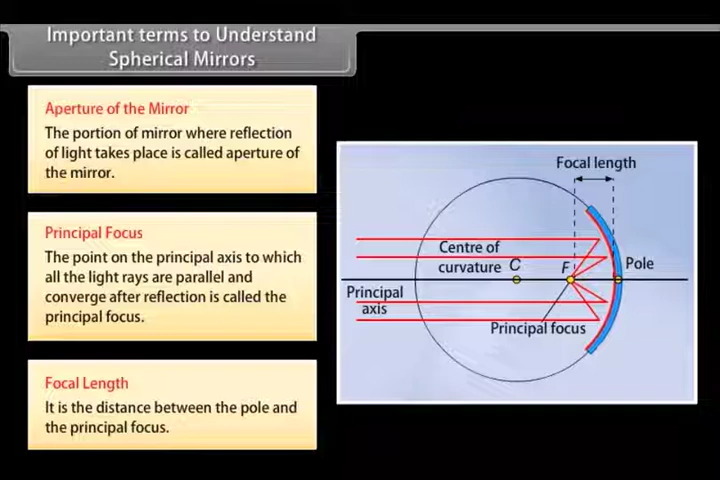 Important terms to Understand
Spherical Mirrors
Aperture of the Mirror
The portion of mirror where reflection
of light takes place is called aperture of
the mirror.
Principal Focus
The point on the principal axis to which
all the light rays are parallel and
converge after reflection is called the
principal focus.
Focal Length
It is the distance between the pole and
the principal focus.
Focal length
Centre of
curvature C
F
Pole
Principal
axis
Principal focus